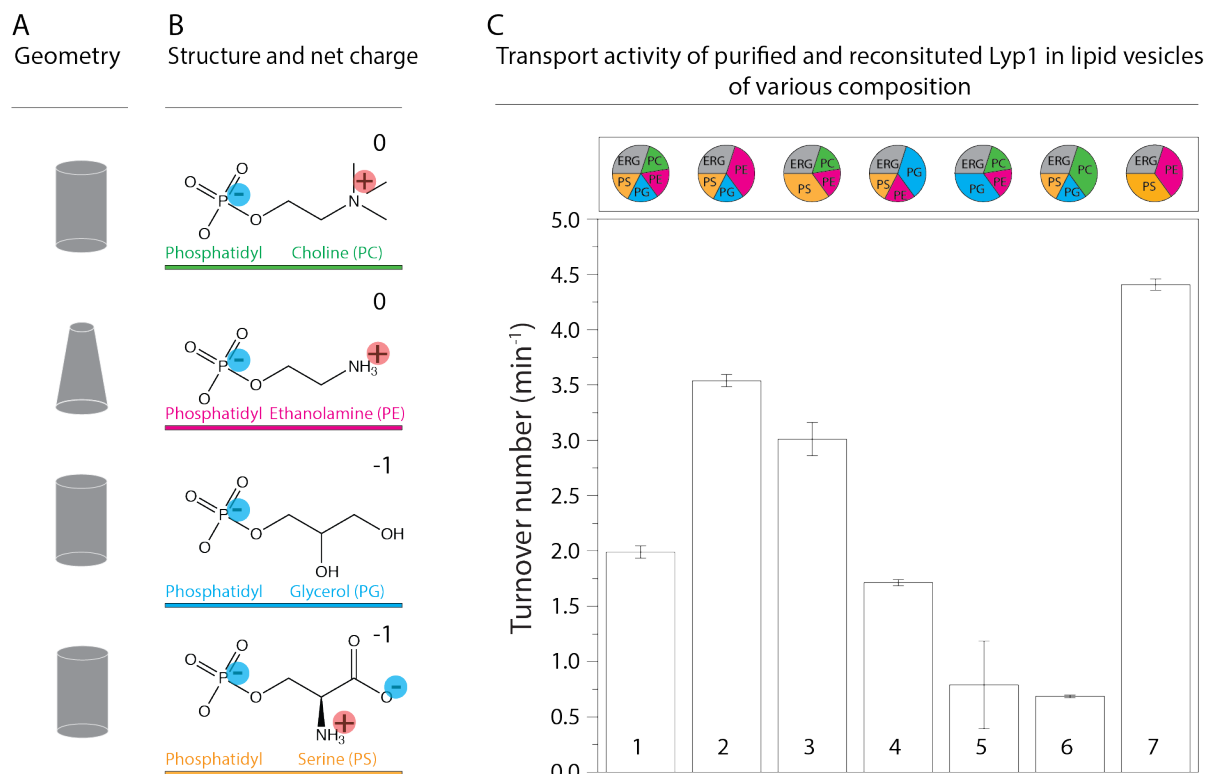 A
Geometry
B
Structure and net charge
C
Transport activity of purified and reconsituted Lyp1 in lipid vesicles
of various composition
0
O
O
P
-
O
O
N
+
Phosphatidyl Choline (PC)
0
O
O
P
-
O
O
NH3
+
Phosphatidyl Ethanolamine (PE)
-1
O
O
P
-
O
O
OH
OH
Phosphatidyl Glycerol (PG)
-1
O
O
O
P
-
O
O
O
-
NH3
+
Phosphatidyl Serine (PS)
ERG PC PE PG PS
ERG PE PG PS
ERG PC PE PS
ERG PG PE PS
ERG PC PE PG
ERG PC PG PS
ERG PE PS
Turnover number (min-1)
5.0
4.5
4.0
3.5
3.0
2.5
2.0
1.5
1.0
0.5
0.0
1 2 3 4 5 6 7